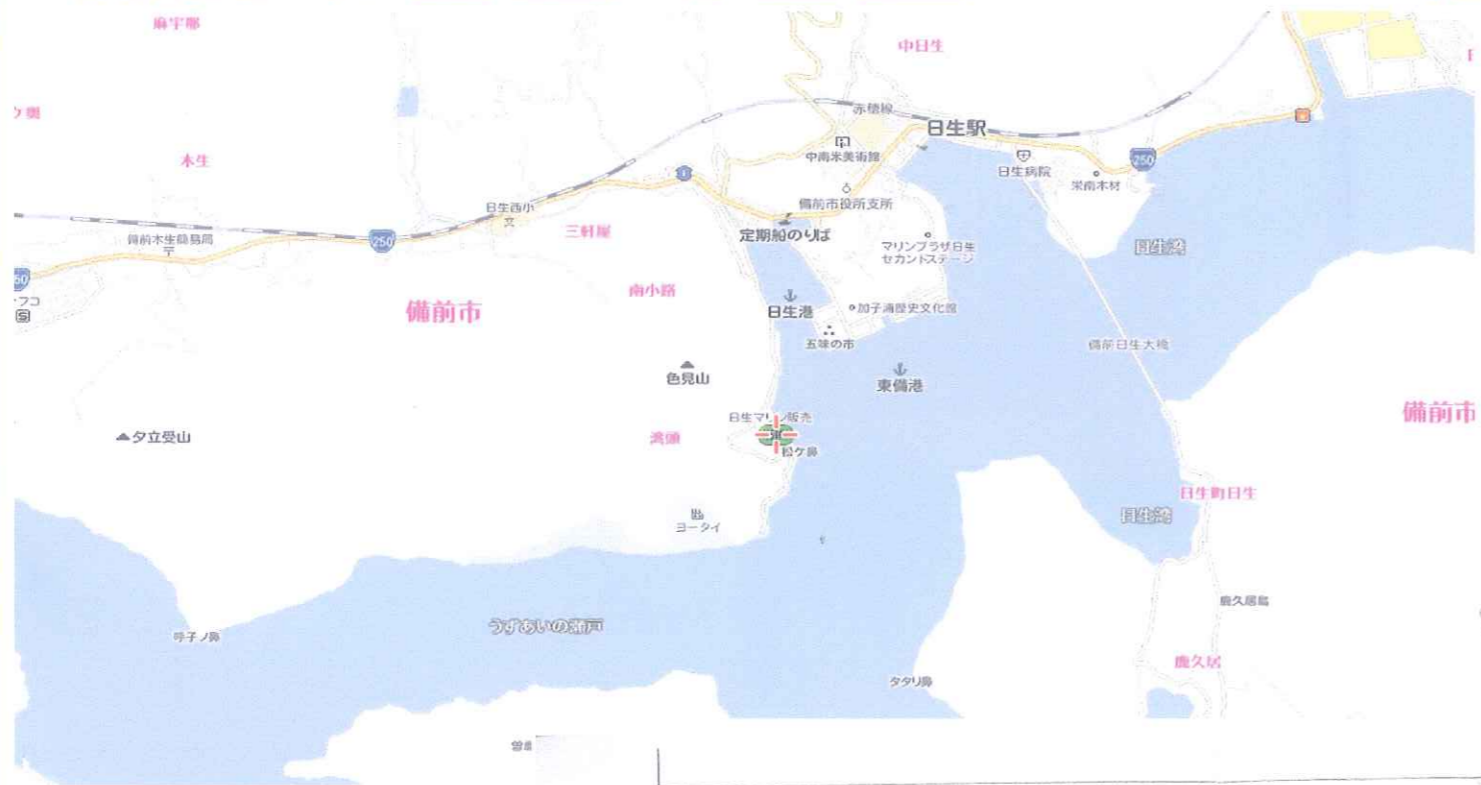 麻宇那
中日生
ケ奥
赤穂線
日生駅
木生
中南米美術館
日生病院
250
栄南木材
備前市役所支所
日生西小
文
三軒屋
定期船のりば
マリンプラザ日生
セカンドステージ
日生湾
備前木生簡易局
250
南小路
備前市
日生港
加子浦歴史文化館
五味の市
備前日生大橋
色見山
東備港
備前市
日生マリン販売
夕立受山
鴻頭
松ケ鼻
日生町日生
日生湾
ヨータイ
鹿久居島
うずあいの瀬戸
呼子ノ鼻
鹿久居
タタリ鼻